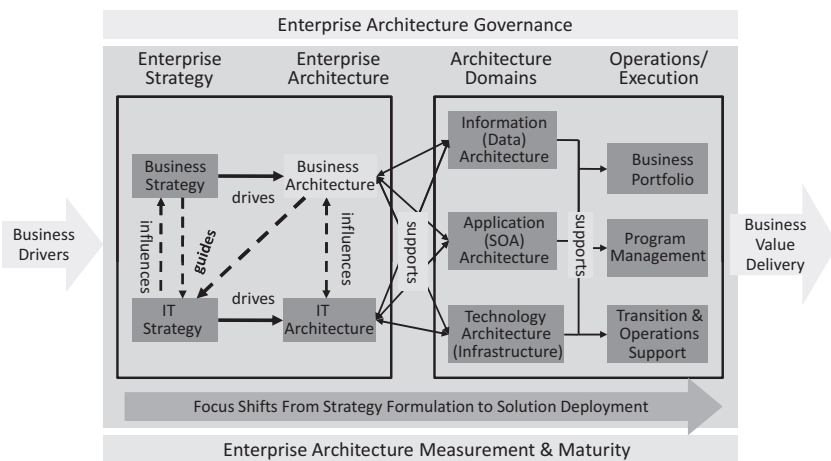 Enterprise Architecture Governance
Enterprise
Strategy
Enterprise
Architecture
Architecture
Domains
Operations/
Execution
Business
Drivers
Business
Strategy
drives
Business
Architecture
influences
guides
influences
IT
Strategy
drives
IT
Architecture
supports
Information
(Data)
Architecture
Application
(SOA)
Architecture
Technology
Architecture
(Infrastructure)
supports
Business
Portfolio
Program
Management
Transition &
Operations
Support
Business
Value
Delivery
Focus Shifts From Strategy Formulation to Solution Deployment
Enterprise Architecture Measurement & Maturity